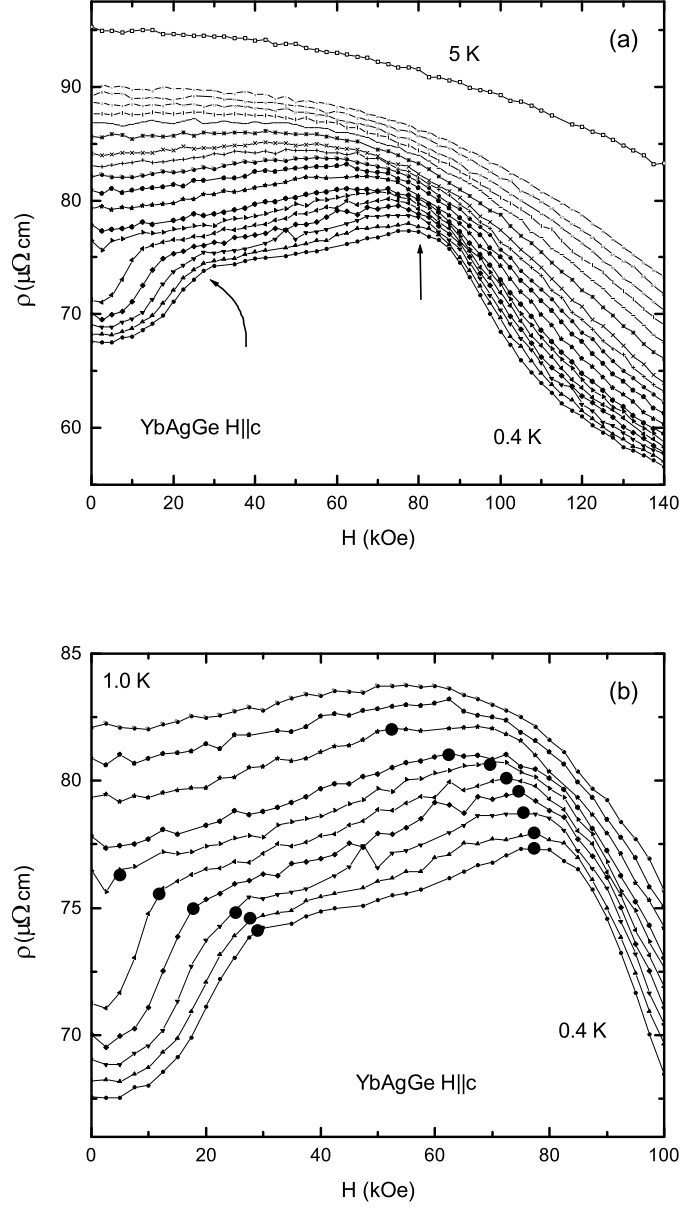 (a)
5 K
90
80
70
60
ρ (μΩ cm)
YbAgGe H||c
0.4 K
0 20 40 60 80 100 120 140
H (kOe)
85
1.0 K
(b)
80
75
70
ρ (μΩ cm)
0.4 K
YbAgGe H||c
0 20 40 60 80 100
H (kOe)